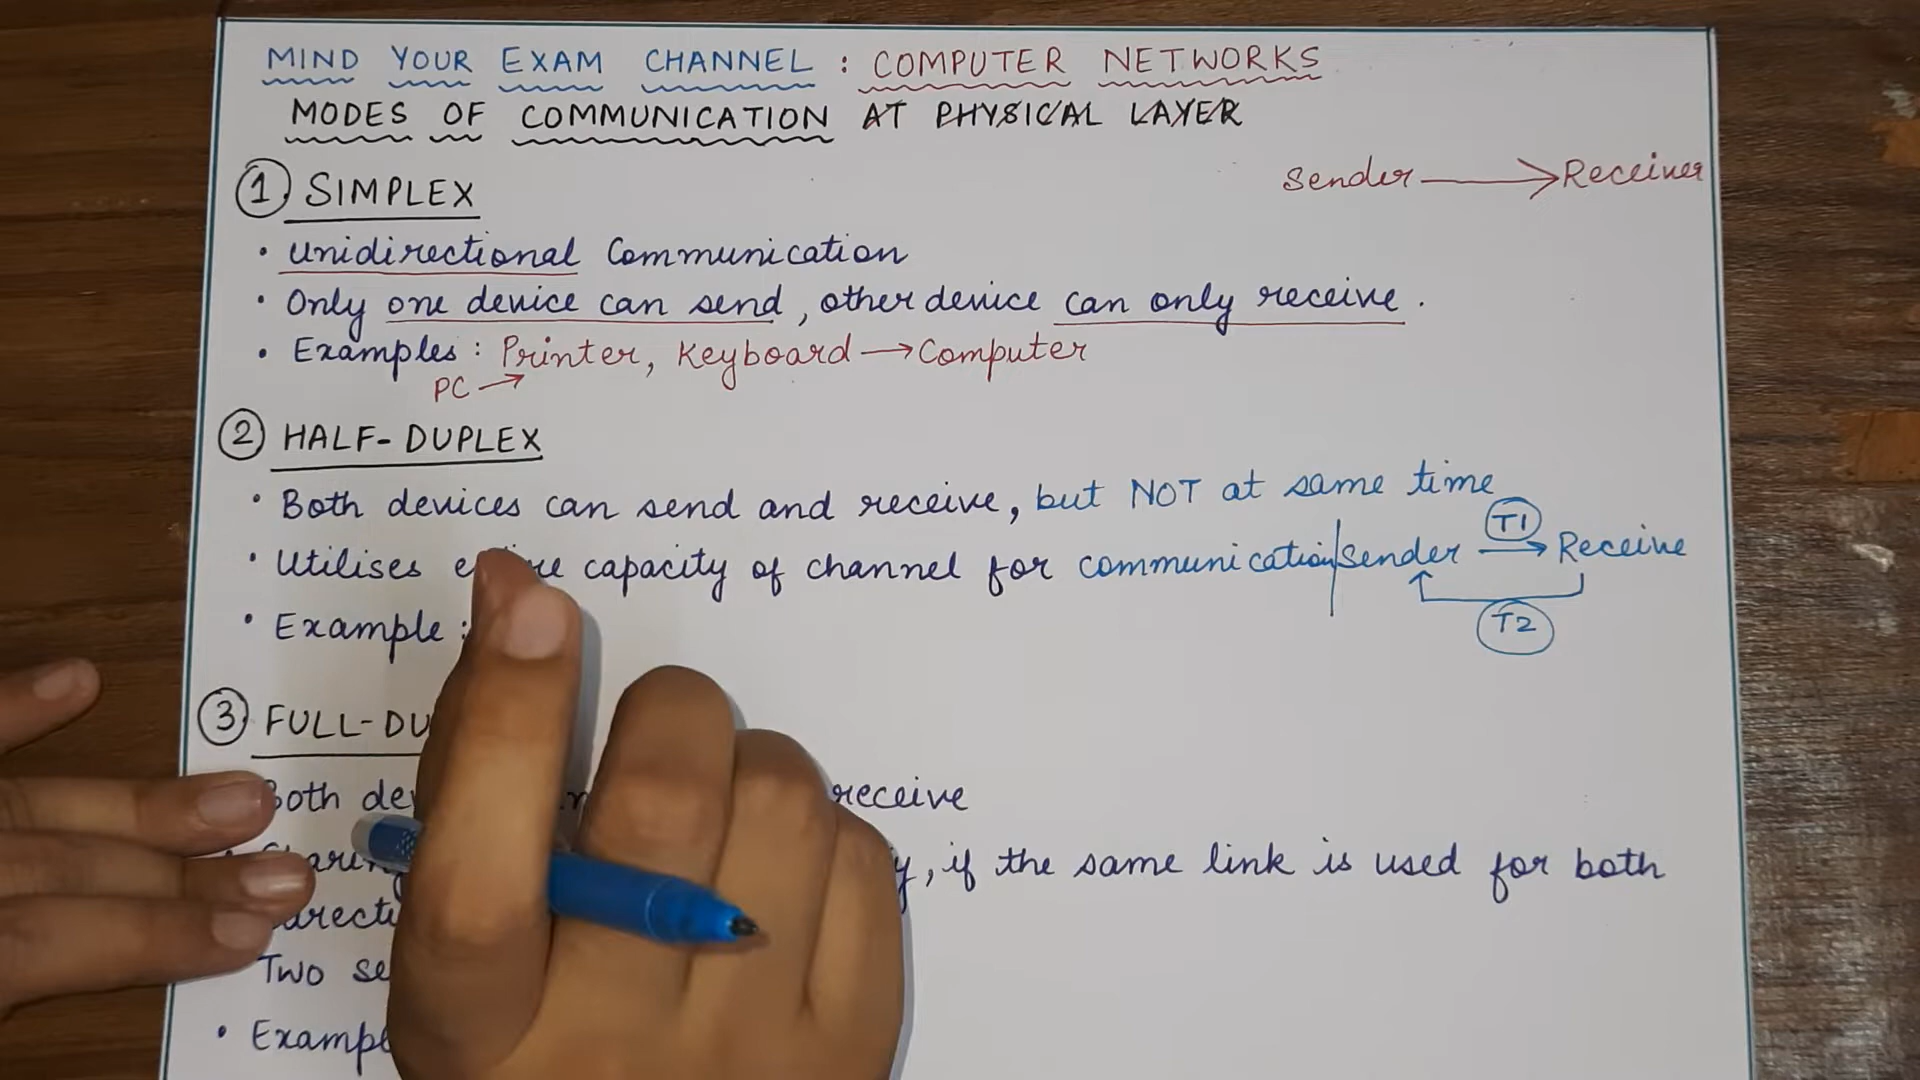 MIND YOUR EXAM CHANNEL : COMPUTER NETWORKS
MODES OF COMMUNICATION AT PHYSICAL LAYER
Sender → Receiver
① SIMPLEX
• Unidirectional Communication
• Only one device can send, other device can only receive.
• Examples : Printer, Keyboard → Computer
PC →
② HALF-DUPLEX
• Both devices can send and receive, but NOT at same time
T1
• Utilises capacity of channel for communication
Sender → Receive
T2
• Example :
③ FULL-DU
Both receive
, if the same link is used for both
Two